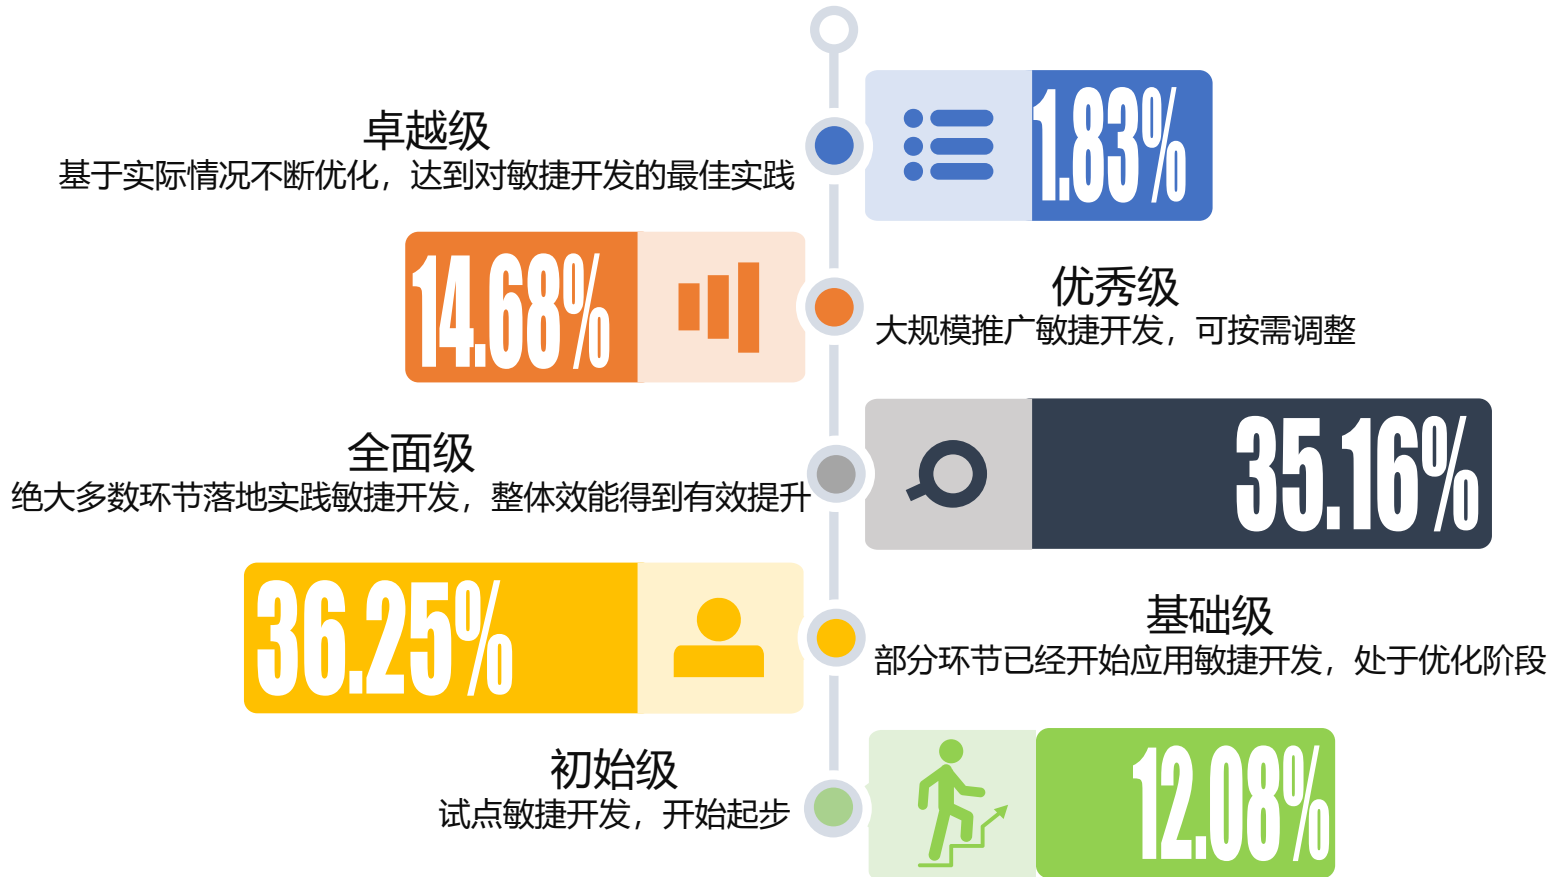 卓越级
基于实际情况不断优化，达到对敏捷开发的最佳实践
1.83%
14.68%
优秀级
大规模推广敏捷开发，可按需调整
全面级
绝大多数环节落地实践敏捷开发，整体效能得到有效提升
35.16%
36.25%
基础级
部分环节已经开始应用敏捷开发，处于优化阶段
初始级
试点敏捷开发，开始起步
12.08%